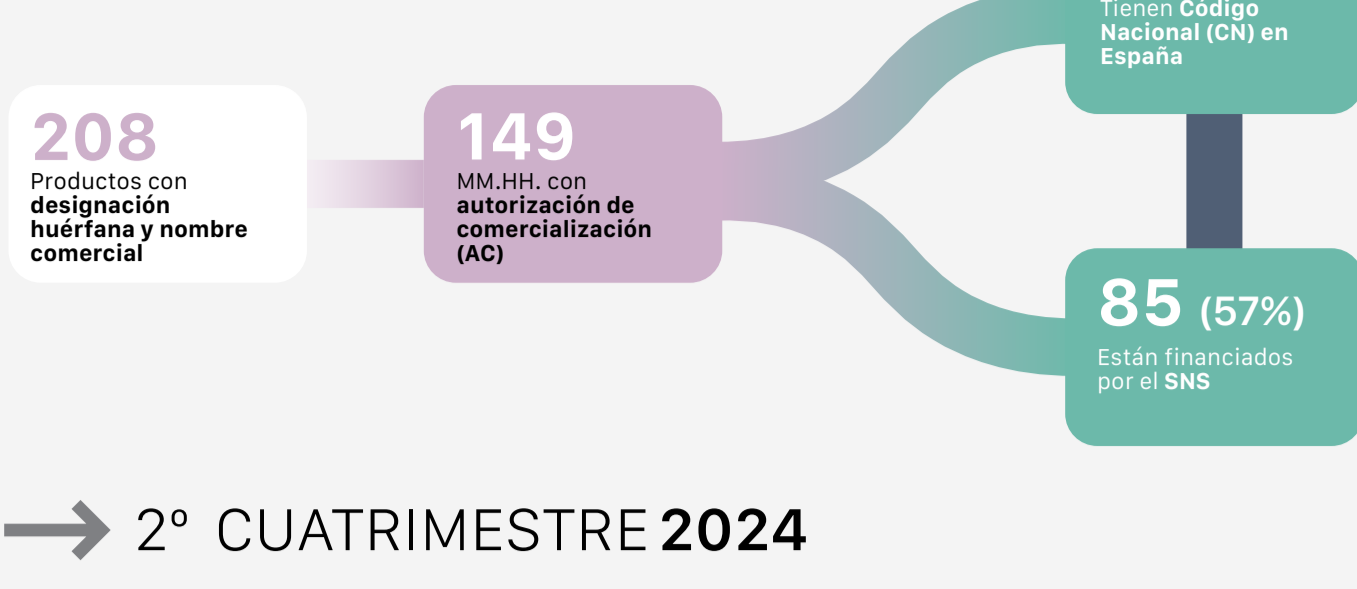 Tienen Código
Nacional (CN) en
España
208
Productos con
designación
huérfana y nombre
comercial
149
MM.HH. con
autorización de
comercialización
(AC)
85 (57%)
Están financiados
por el SNS
2º CUATRIMESTRE 2024